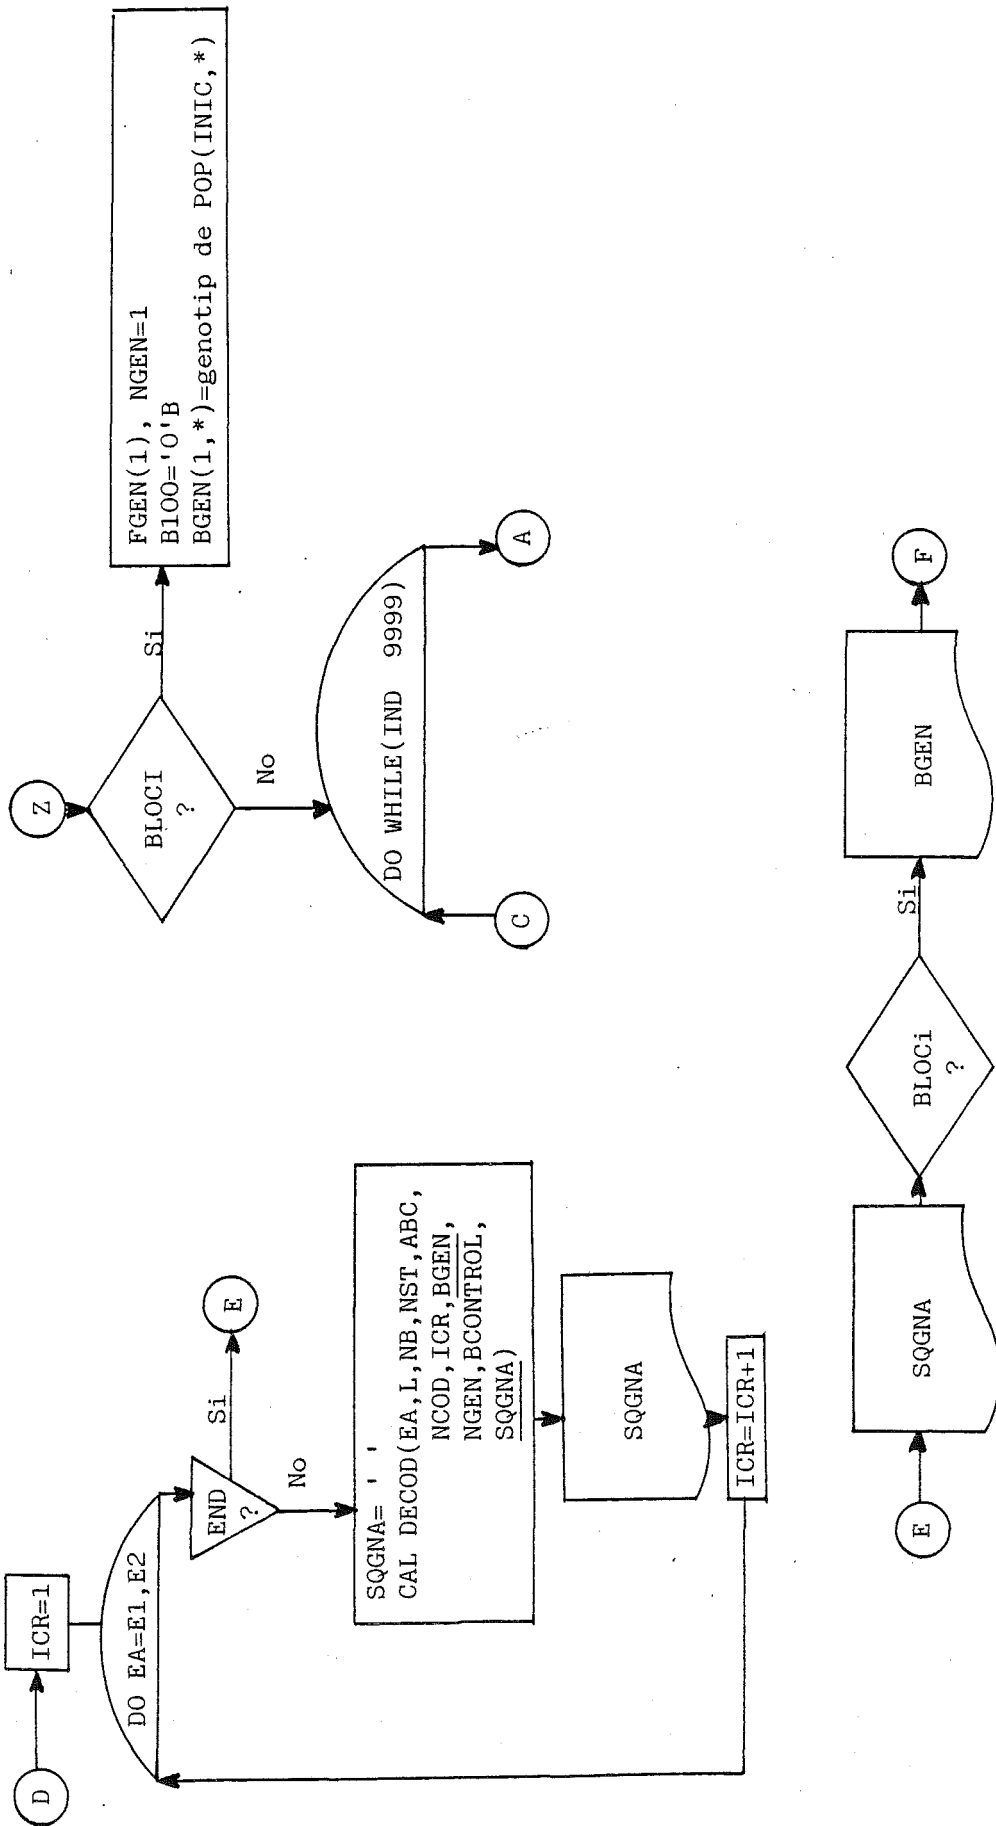 D
ICR=1
DO EA=E1,E2
END
?
Si
E
No
SQGNA= ' '
CAL DECOD(EA,L,NB,NST,ABC,
NCOD,ICR,BGEN,
NGEN,BCONTROL,
SQGNA)
SQGNA
ICR=ICR+1
Z
BLOCI
?
Si
FGEN(1), NGEN=1
B100='0'B
BGEN(1,*)=genotip de POP(INIC,*)
No
DO WHILE(IND 9999)
C
A
E
SQGNA
BLOCi
?
Si
BGEN
F